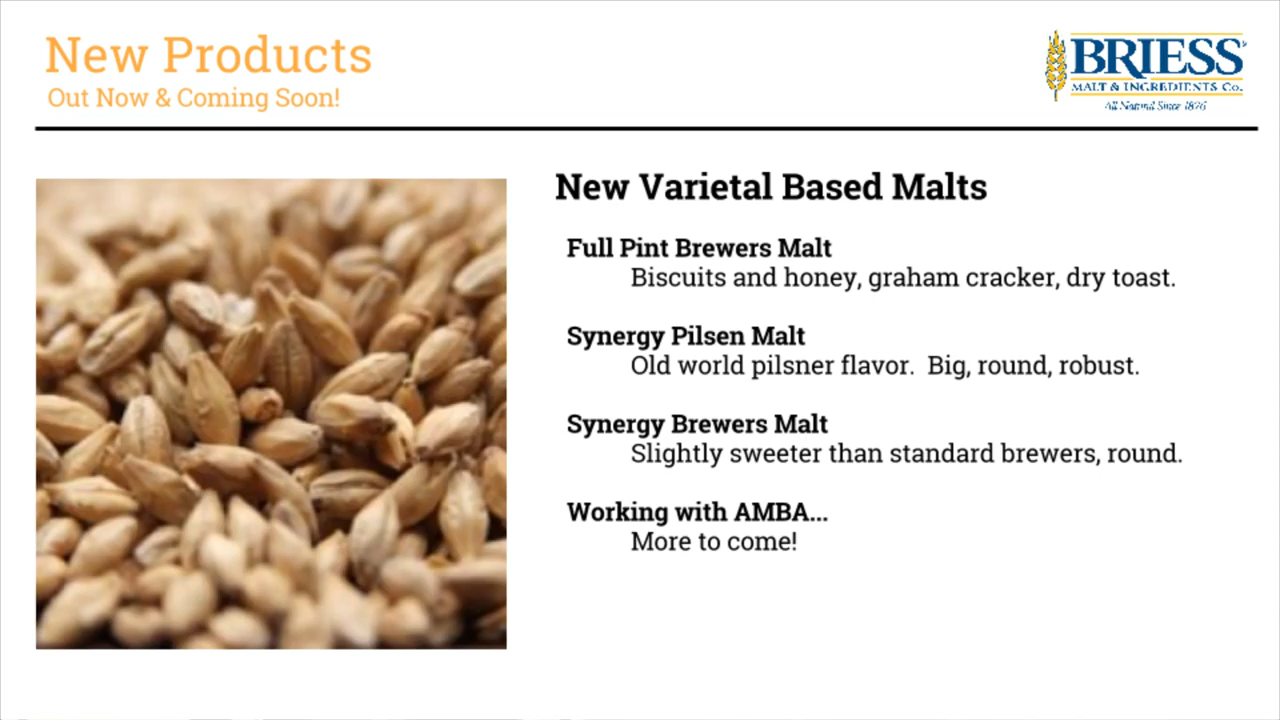 New Products
Out Now & Coming Soon!
BRIESS
MALT & INGREDIENTS Co.
All Natural Since 1876
New Varietal Based Malts
Full Pint Brewers Malt
Biscuits and honey, graham cracker, dry toast.
Synergy Pilsen Malt
Old world pilsner flavor.  Big, round, robust.
Synergy Brewers Malt
Slightly sweeter than standard brewers, round.
Working with AMBA...
More to come!